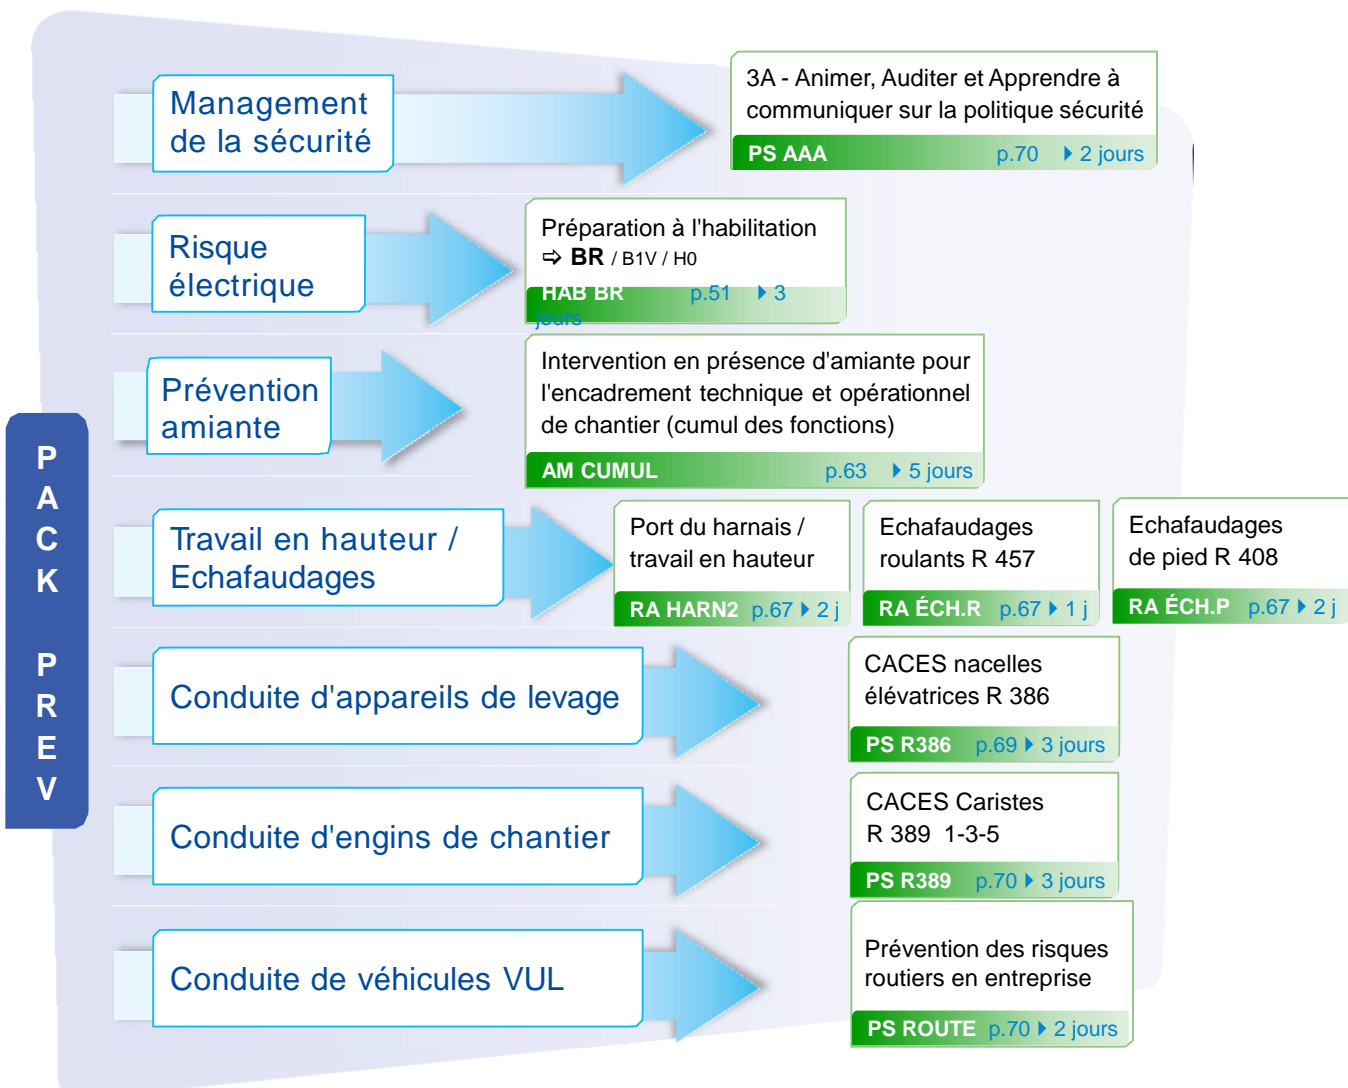 PACK PREV
Management
de la sécurité
3A - Animer, Auditer et Apprendre à
communiquer sur la politique sécurité
PS AAA p.70 2 jours
Risque
électrique
Préparation à l'habilitation
⇨ BR / B1V / H0
HAB BR p.51 3
jours
Prévention
amiante
Intervention en présence d'amiante pour
l'encadrement technique et opérationnel
de chantier (cumul des fonctions)
AM CUMUL p.63 5 jours
Travail en hauteur /
Echafaudages
Port du harnais /
travail en hauteur
RA HARN2 p.67 2 j
Echafaudages
roulants R 457
RA ÉCH.R p.67 1 j
Echafaudages
de pied R 408
RA ÉCH.P p.67 2 j
Conduite d'appareils de levage
CACES nacelles
élévatrices R 386
PS R386 p.69 3 jours
Conduite d'engins de chantier
CACES Caristes
R 389 1-3-5
PS R389 p.70 3 jours
Conduite de véhicules VUL
Prévention des risques
routiers en entreprise
PS ROUTE p.70 2 jours